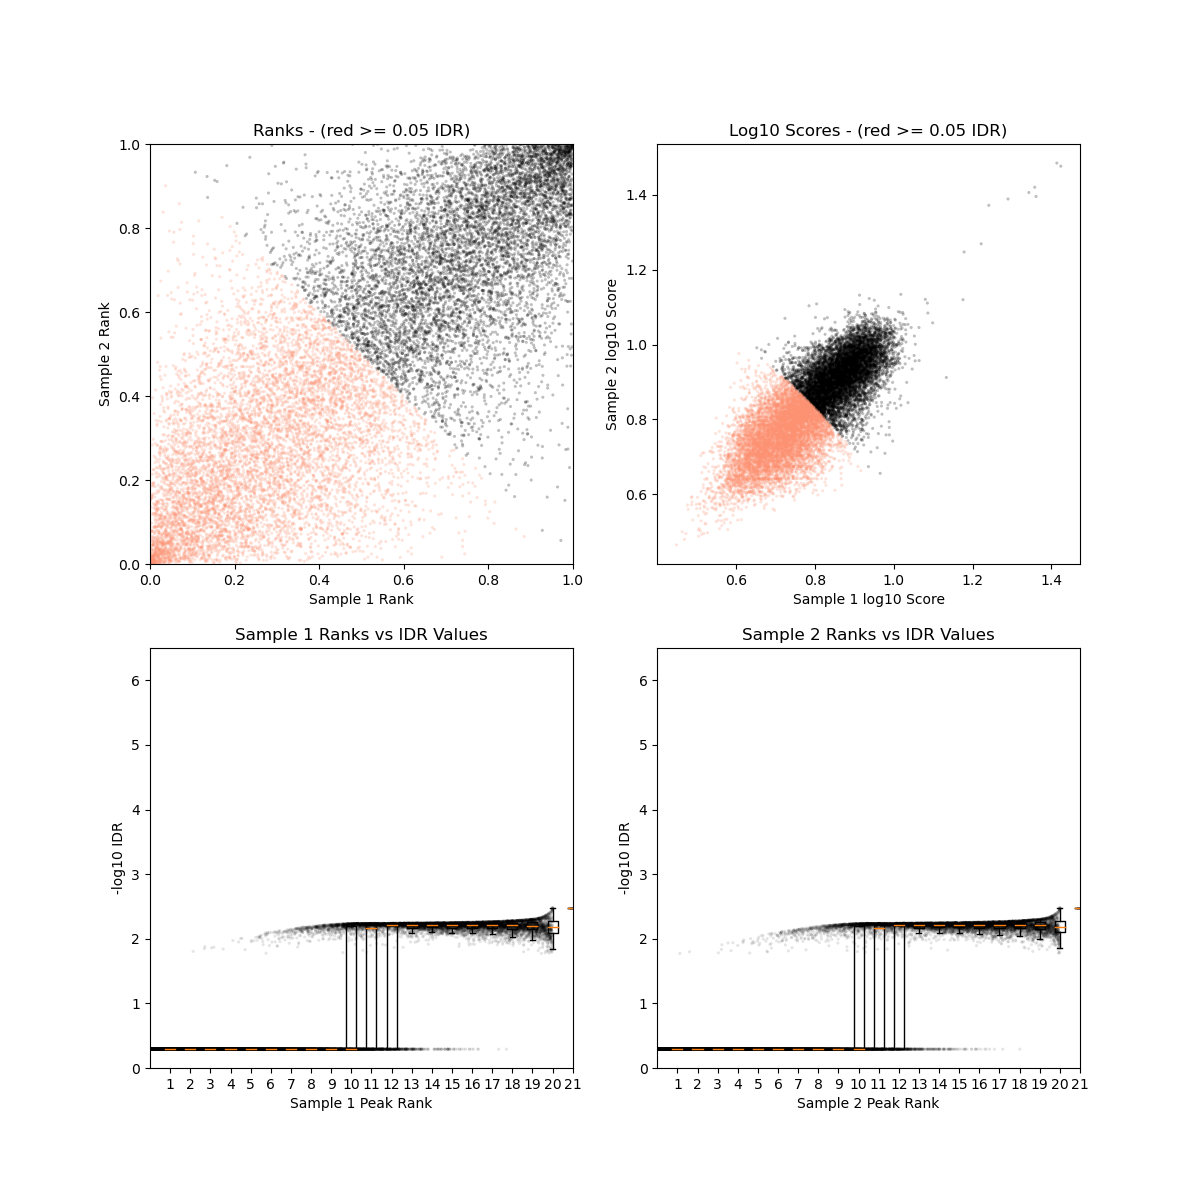 Ranks - (red >= 0.05 IDR)
1.0
0.8
0.6
0.4
0.2
0.0
Sample 2 Rank
0.0 0.2 0.4 0.6 0.8 1.0
Sample 1 Rank
Log10 Scores - (red >= 0.05 IDR)
1.4
1.2
1.0
0.8
0.6
Sample 2 log10 Score
0.6 0.8 1.0 1.2 1.4
Sample 1 log10 Score
Sample 1 Ranks vs IDR Values
6
5
4
3
2
1
0
-log10 IDR
1 2 3 4 5 6 7 8 9 10 11 12 13 14 15 16 17 18 19 20 21
Sample 1 Peak Rank
Sample 2 Ranks vs IDR Values
6
5
4
3
2
1
0
-log10 IDR
1 2 3 4 5 6 7 8 9 10 11 12 13 14 15 16 17 18 19 20 21
Sample 2 Peak Rank